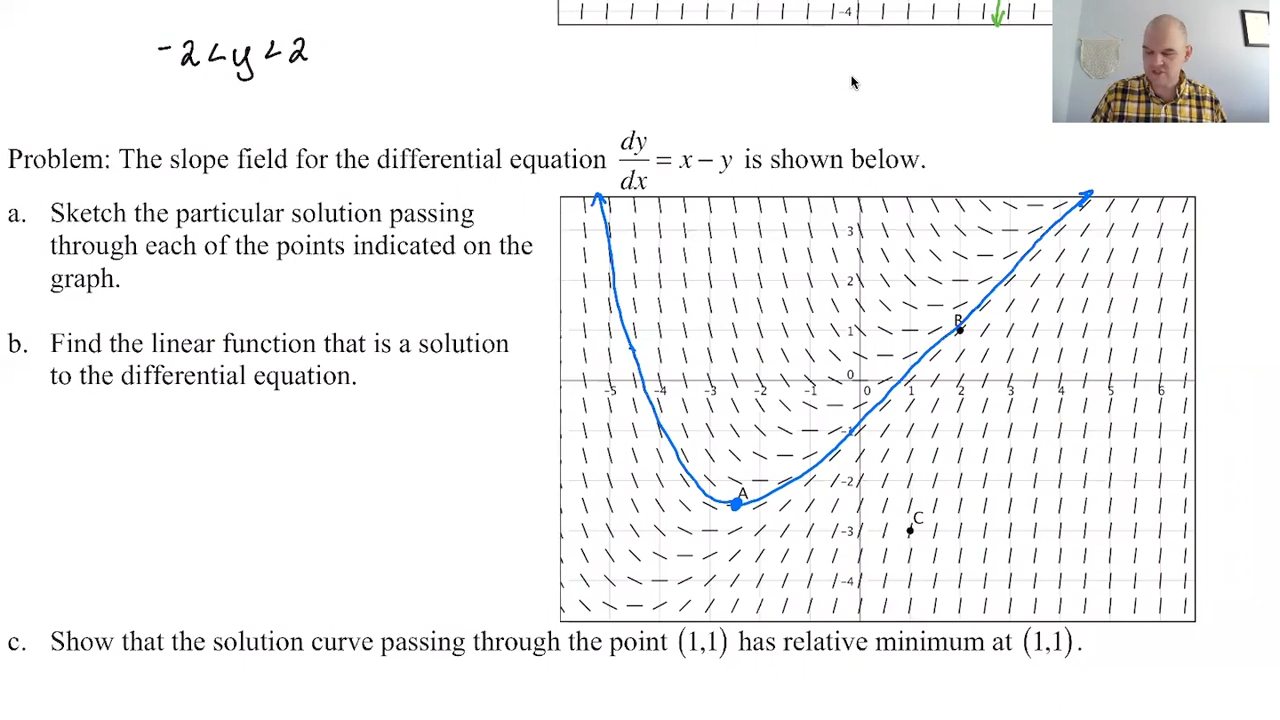 -4
-2<y<2
Problem: The slope field for the differential equation dy/dx = x − y is shown below.
a. Sketch the particular solution passing
through each of the points indicated on the
graph.
b. Find the linear function that is a solution
to the differential equation.
3
2
B
1
0
-5 -4 -3 -2 -1 0 1 2 3 4 5 6
-1
A
-2
C
-3
-4
c. Show that the solution curve passing through the point (1,1) has relative minimum at (1,1).